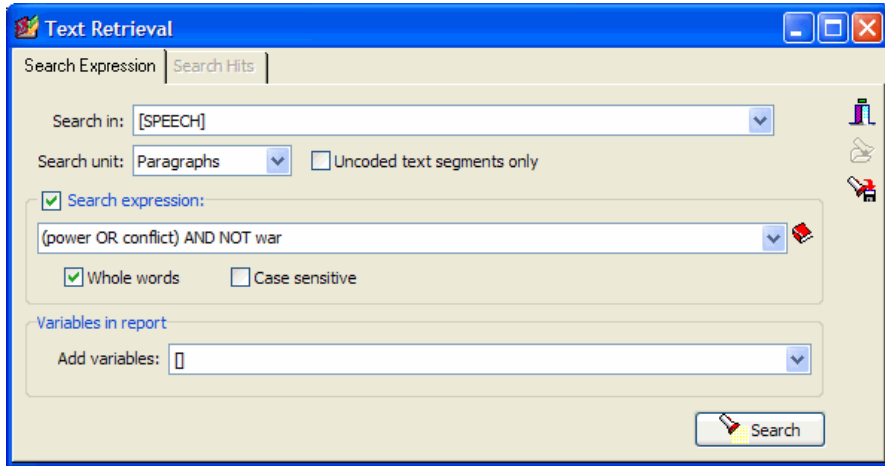 Text Retrieval
Search Expression Search Hits
Search in: [SPEECH]
Search unit: Paragraphs Uncoded text segments only
Search expression:
(power OR conflict) AND NOT war
Whole words Case sensitive
Variables in report
Add variables: []
Search